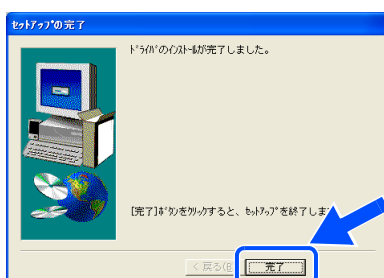 ｾｯﾄｱｯﾌﾟの完了
ﾄﾞﾗｲﾊﾞのｲﾝｽﾄｰﾙが完了しました。
[完了]ﾎﾞﾀﾝをｸﾘｯｸすると、ｾｯﾄｱｯﾌﾟを終了しま
< 戻る(B
完了